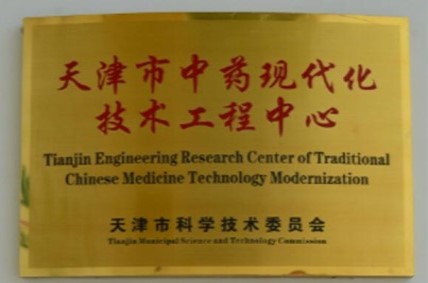 天津市中药现代化
技术工程中心
Tianjin Engineering Research Center of Traditional
Chinese Medicine Technology Modernization
天津市科学技术委员会
Tianjin Municipal Science and Technology Commission